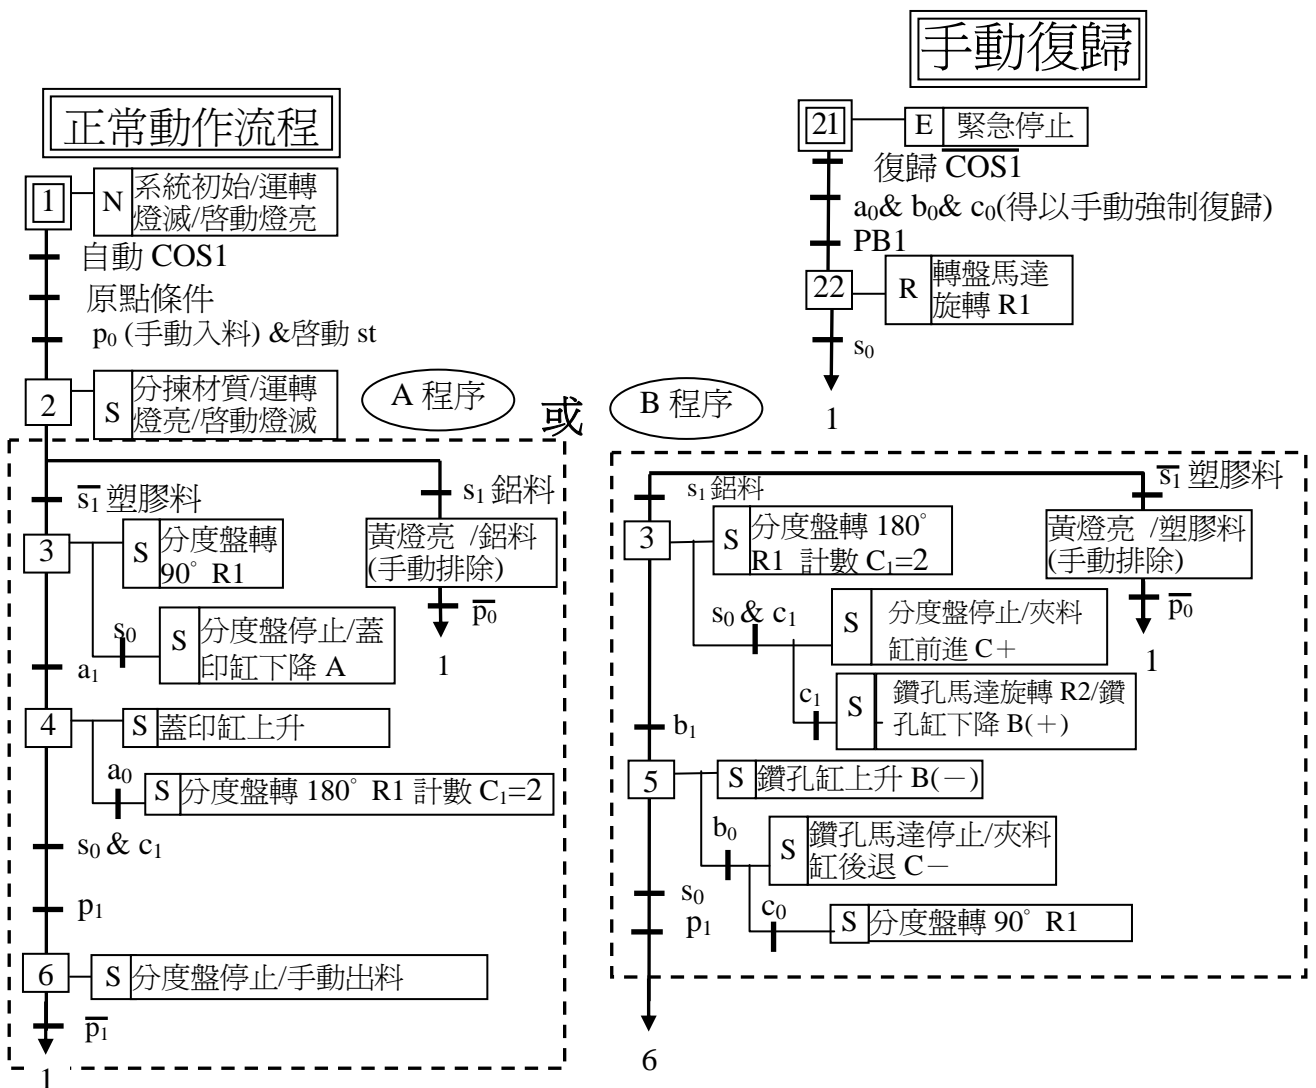 手動復歸
21
E
緊急停止
復歸 C̅O̅S̅1̅
a₀& b₀& c₀(得以手動強制復歸)
PB1
22
R
轉盤馬達
旋轉 R1
s₀
1
正常動作流程
1
N
系統初始/運轉
燈滅/啓動燈亮
自動 COS1
原點條件
p₀ (手動入料) &啓動 st
2
S
分揀材質/運轉
燈亮/啓動燈滅
A 程序
或
B 程序
s̅₁̅ 塑膠料
s₁ 鋁料
3
S
分度盤轉
90° R1
黃燈亮 /鋁料
(手動排除)
p̅₀̅
1
s₀
S
分度盤停止/蓋
印缸下降 A
a₁
4
S
蓋印缸上升
a₀
S
分度盤轉 180° R1 計數 C₁=2
s₀ & c₁
p₁
6
S
分度盤停止/手動出料
p̅₁̅
1
s₁ 鋁料
s̅₁̅ 塑膠料
3
S
分度盤轉 180°
R1 計數 C₁=2
黃燈亮 /塑膠料
(手動排除)
p̅₀̅
1
s₀ & c₁
S
分度盤停止/夾料
缸前進 C＋
c₁
S
鑽孔馬達旋轉 R2/鑽
孔缸下降 B(+)
b₁
5
S
鑽孔缸上升 B(－)
b₀
S
鑽孔馬達停止/夾料
缸後退 C－
s₀
p₁
c₀
S
分度盤轉 90° R1
6